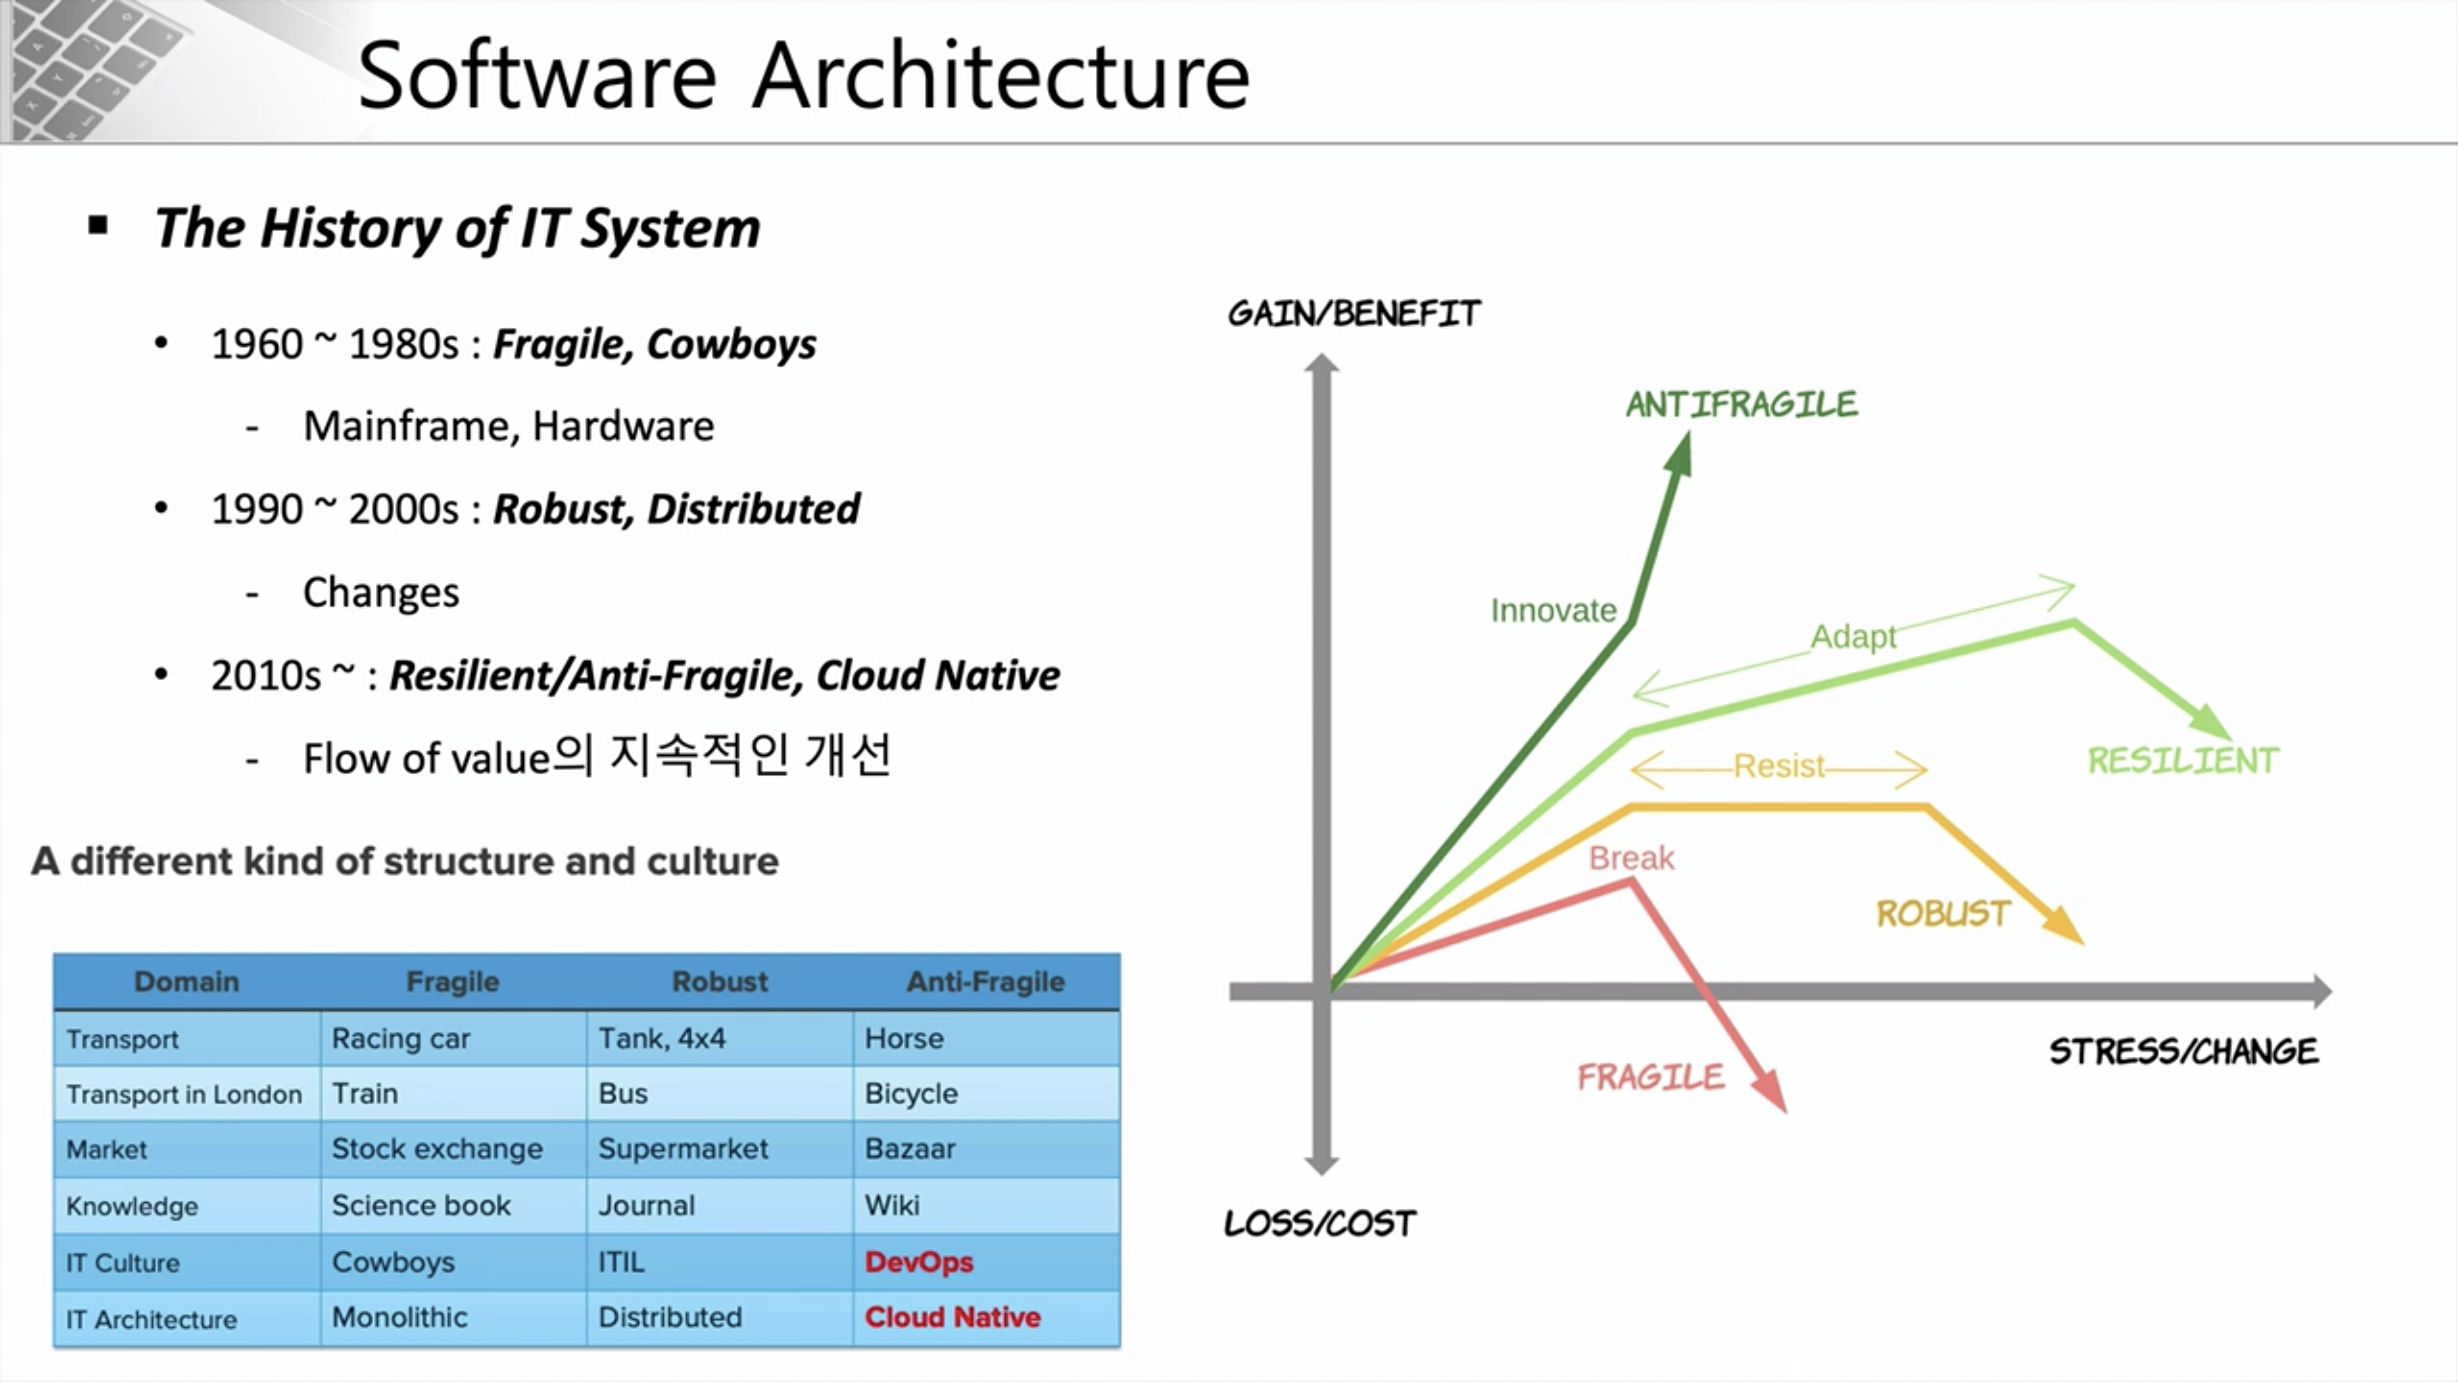 Software Architecture
▪ The History of IT System
• 1960 ~ 1980s : Fragile, Cowboys
- Mainframe, Hardware
• 1990 ~ 2000s : Robust, Distributed
- Changes
• 2010s ~ : Resilient/Anti-Fragile, Cloud Native
- Flow of value의 지속적인 개선
A different kind of structure and culture
Domain Fragile Robust Anti-Fragile
Transport Racing car Tank, 4x4 Horse
Transport in London Train Bus Bicycle
Market Stock exchange Supermarket Bazaar
Knowledge Science book Journal Wiki
IT Culture Cowboys ITIL DevOps
IT Architecture Monolithic Distributed Cloud Native
GAIN/BENEFIT
ANTIFRAGILE
Innovate
Adapt
RESILIENT
Resist
Break
ROBUST
STRESS/CHANGE
FRAGILE
LOSS/COST